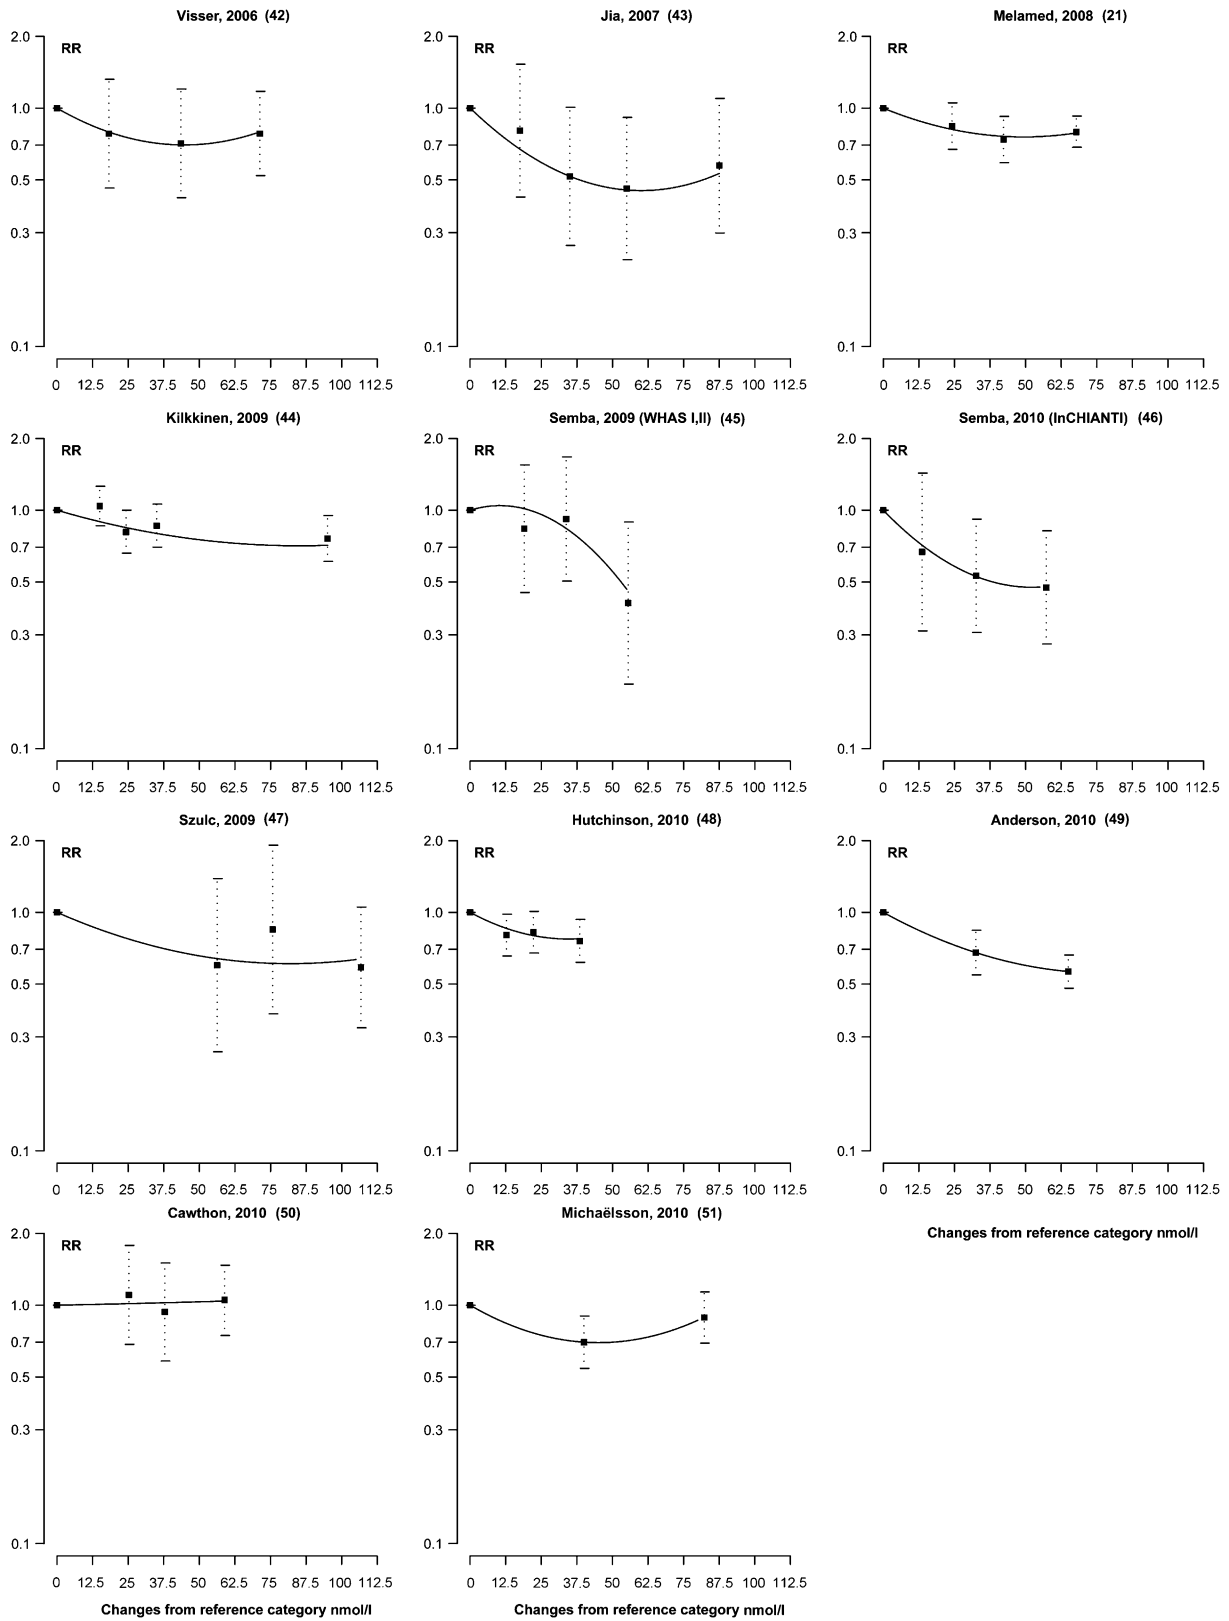 Visser, 2006 (42)
2.0
RR
1.0
0.7
0.5
0.3
0.1
0 12.5 25 37.5 50 62.5 75 87.5 100 112.5
Jia, 2007 (43)
2.0
RR
1.0
0.7
0.5
0.3
0.1
0 12.5 25 37.5 50 62.5 75 87.5 100 112.5
Melamed, 2008 (21)
2.0
RR
1.0
0.7
0.5
0.3
0.1
0 12.5 25 37.5 50 62.5 75 87.5 100 112.5
Kilkkinen, 2009 (44)
2.0
RR
1.0
0.7
0.5
0.3
0.1
0 12.5 25 37.5 50 62.5 75 87.5 100 112.5
Semba, 2009 (WHAS I,II) (45)
2.0
RR
1.0
0.7
0.5
0.3
0.1
0 12.5 25 37.5 50 62.5 75 87.5 100 112.5
Semba, 2010 (InCHIANTI) (46)
2.0
RR
1.0
0.7
0.5
0.3
0.1
0 12.5 25 37.5 50 62.5 75 87.5 100 112.5
Szulc, 2009 (47)
2.0
RR
1.0
0.7
0.5
0.3
0.1
0 12.5 25 37.5 50 62.5 75 87.5 100 112.5
Hutchinson, 2010 (48)
2.0
RR
1.0
0.7
0.5
0.3
0.1
0 12.5 25 37.5 50 62.5 75 87.5 100 112.5
Anderson, 2010 (49)
2.0
RR
1.0
0.7
0.5
0.3
0.1
0 12.5 25 37.5 50 62.5 75 87.5 100 112.5
Changes from reference category nmol/l
Cawthon, 2010 (50)
2.0
RR
1.0
0.7
0.5
0.3
0.1
0 12.5 25 37.5 50 62.5 75 87.5 100 112.5
Changes from reference category nmol/l
Michaëlsson, 2010 (51)
2.0
RR
1.0
0.7
0.5
0.3
0.1
0 12.5 25 37.5 50 62.5 75 87.5 100 112.5
Changes from reference category nmol/l